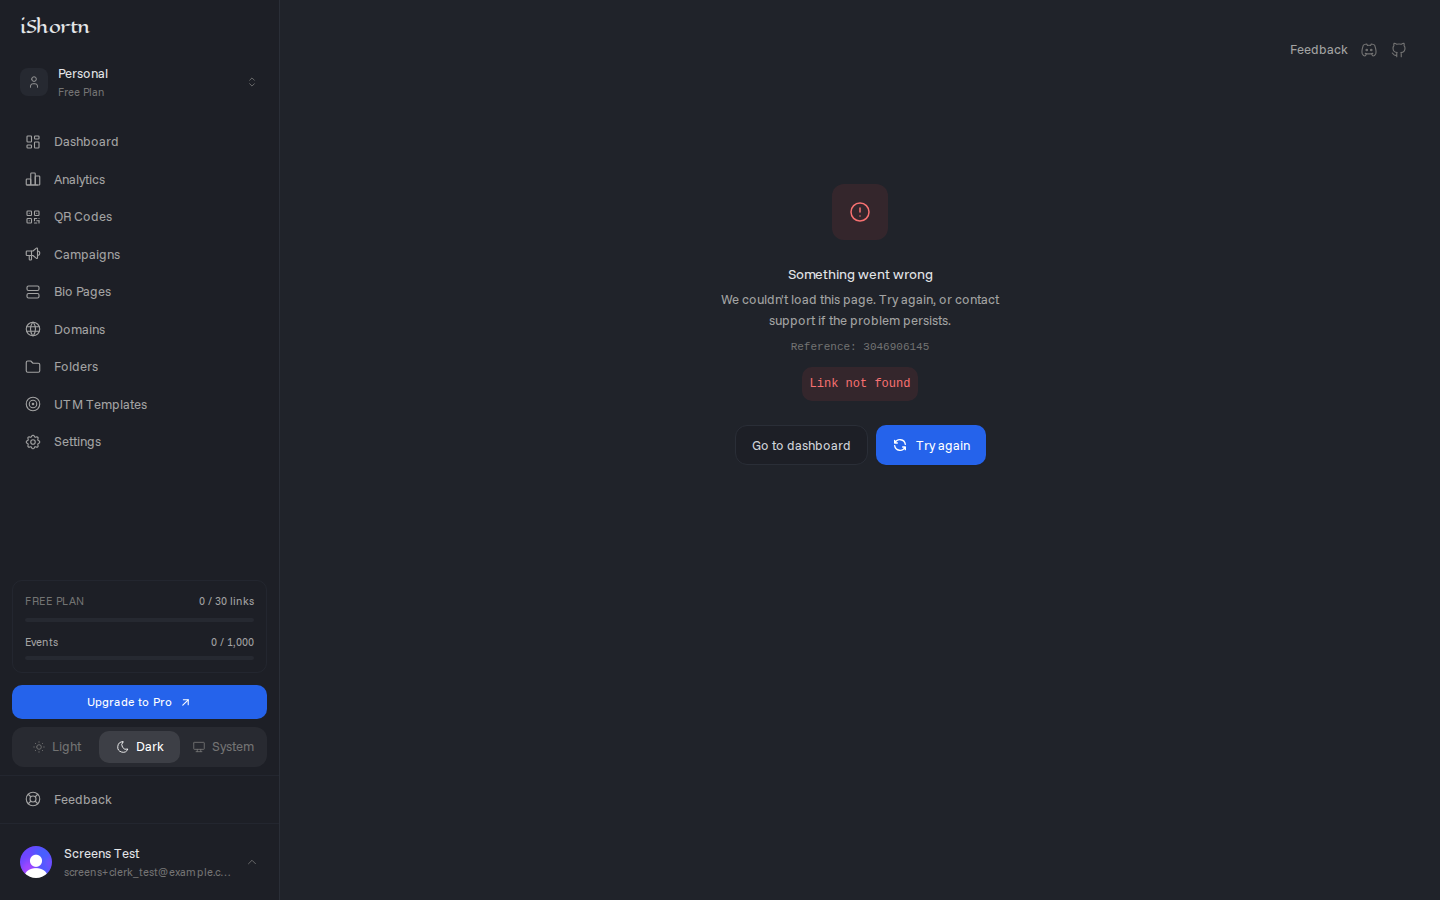 iShortn
Personal
Free Plan
Dashboard
Analytics
QR Codes
Campaigns
Bio Pages
Domains
Folders
UTM Templates
Settings
FREE PLAN 0 / 30 links
Events 0 / 1,000
Upgrade to Pro
Light Dark System
Feedback
Screens Test
screens+clerk_test@example.c...
Feedback
Something went wrong
We couldn't load this page. Try again, or contact
support if the problem persists.
Reference: 3046906145
Link not found
Go to dashboard Try again